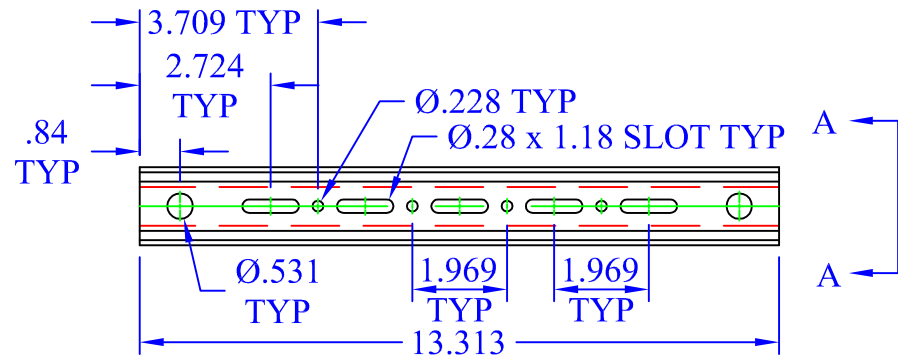 3.709 TYP
2.724
TYP
.84
TYP
Ø.228 TYP
Ø.28 x 1.18 SLOT TYP
A
Ø.531
TYP
1.969
TYP
1.969
TYP
A
13.313